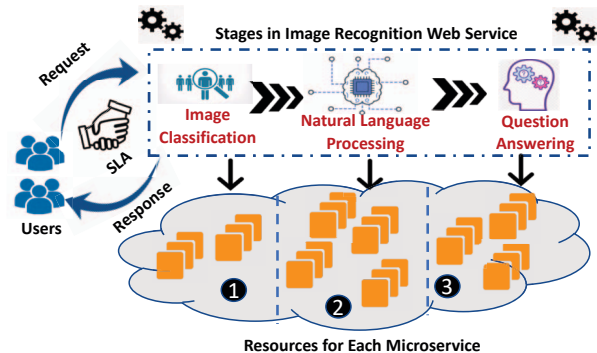 Stages in Image Recognition Web Service
Request
Image
Classification
Natural Language
Processing
Question
Answering
SLA
Response
Users
1
2
3
Resources for Each Microservice